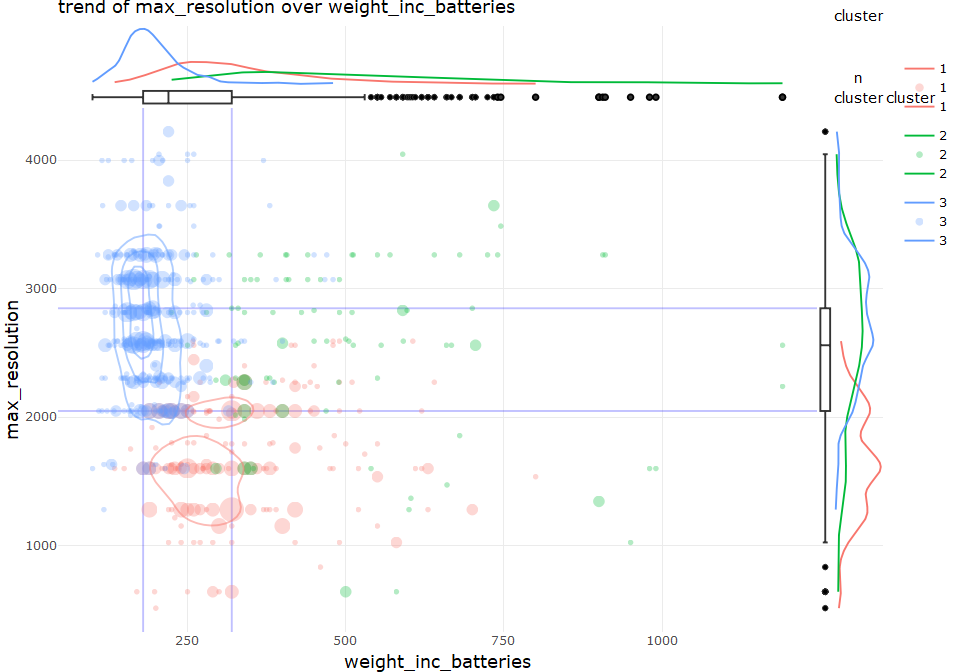 trend of max_resolution over weight_inc_batteries
cluster
n
cluster cluster
1
1
1
2
2
2
3
3
3
4000
3000
2000
1000
max_resolution
250
500
750
1000
weight_inc_batteries